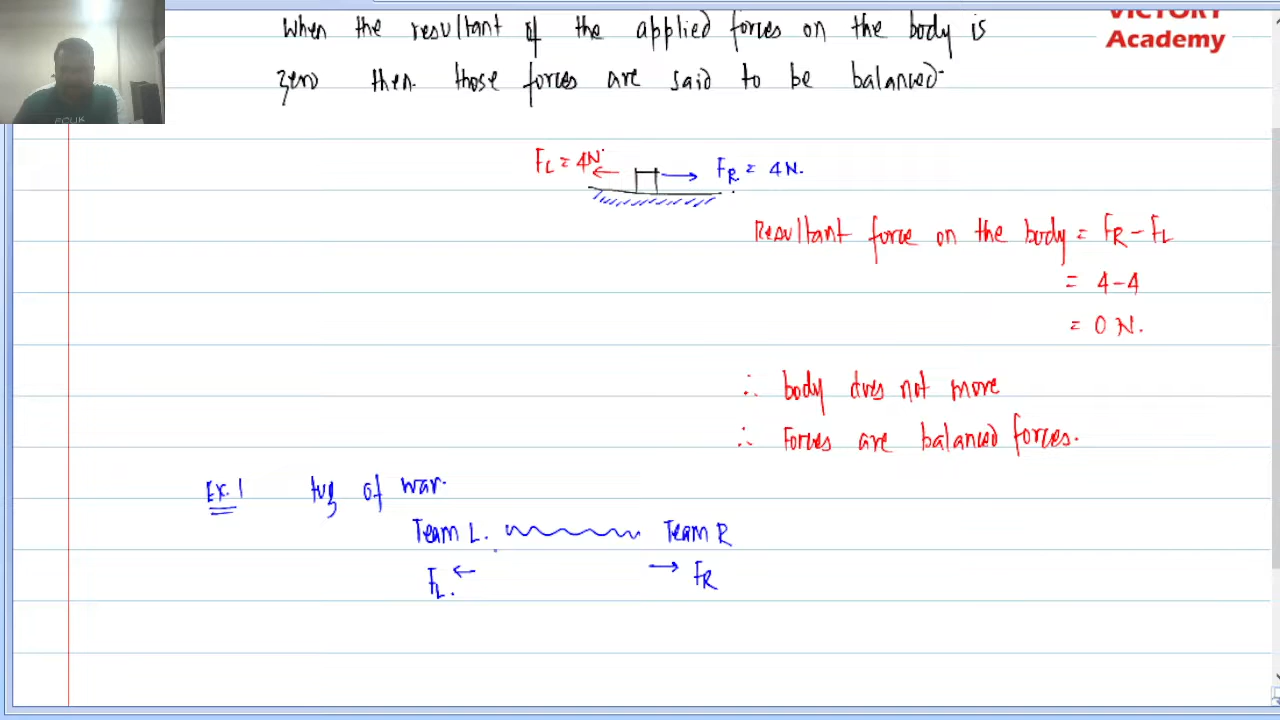 When the resultant of the applied forces on the body is
VICTORY
Academy
zero then. those forces are said to be balanced.
FL = 4N
FR = 4N.
Resultant force on the body = FR - FL
= 4-4
= 0 N.
∴ body does not move
∴ Forces are balanced forces.
Ex.1 tug of war.
Team L. Team R
FL. ← → FR